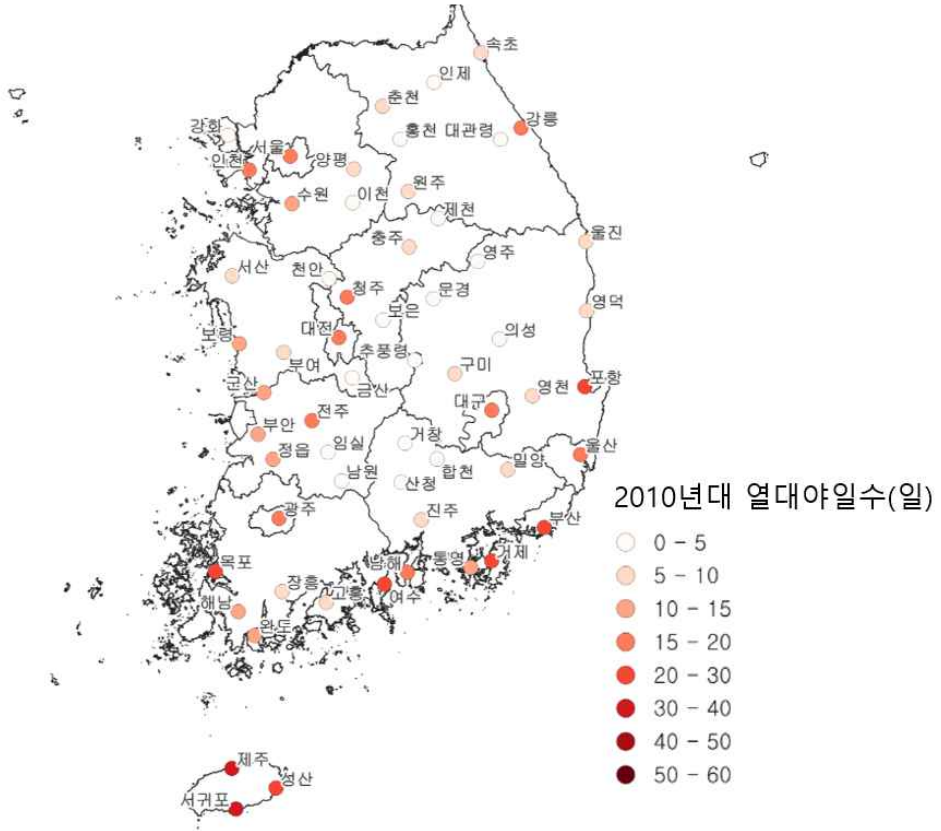 속초
인제
춘천
강릉
강화
홍천 대관령
서울
인천
양평
원주
수원
이천
제천
충주
울진
영주
서산
천안
청주
문경
영덕
보은
대전
의성
보령
추풍령
부여
구미
포항
금산
영천
군산
대구
전주
부안
거창
울산
임실
정읍
합천
밀양
남원
산청
2010년대 열대야일수(일)
진주
부산
광주
0 - 5
거제
통영
남해
목포
5 - 10
장흥
고흥
여수
해남
10 - 15
완도
15 - 20
20 - 30
30 - 40
40 - 50
제주
50 - 60
성산
서귀포